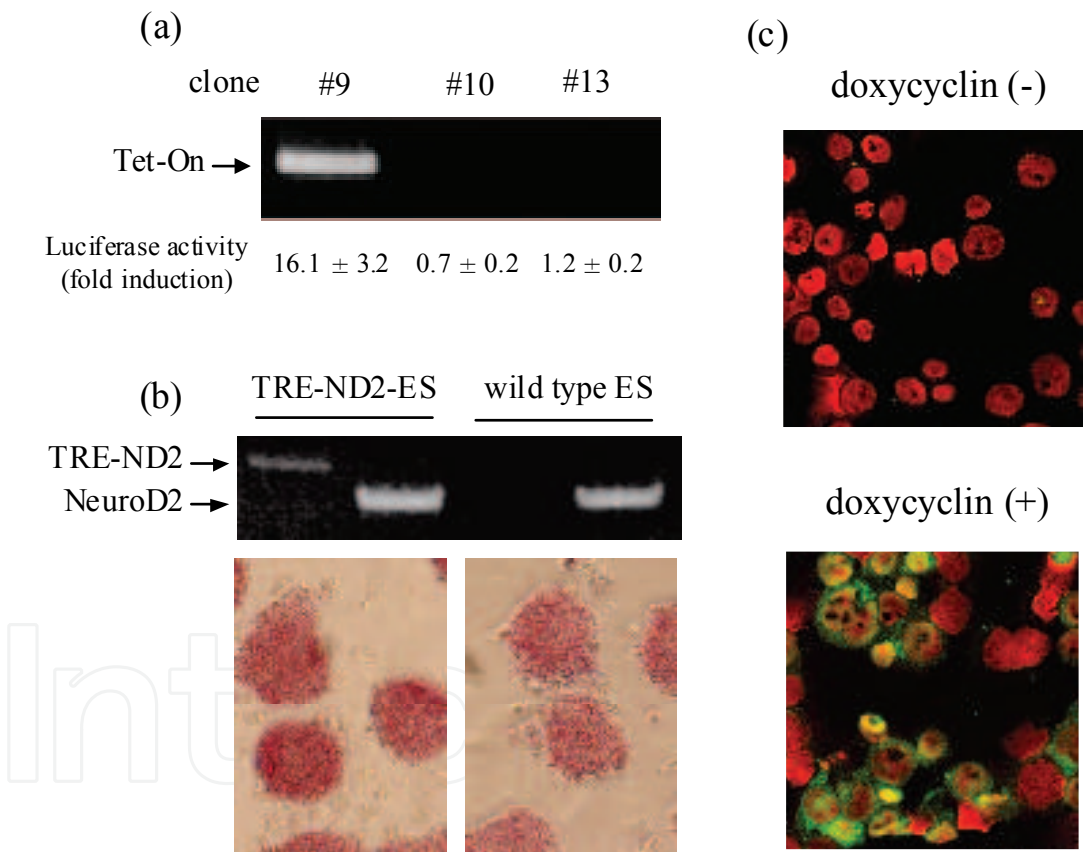 (a)
clone #9 #10 #13
Tet-On
Luciferase activity
(fold induction)
16.1 ± 3.2 0.7 ± 0.2 1.2 ± 0.2
(b)
TRE-ND2-ES wild type ES
TRE-ND2
NeuroD2
Int
(c)
doxycyclin (-)
doxycyclin (+)